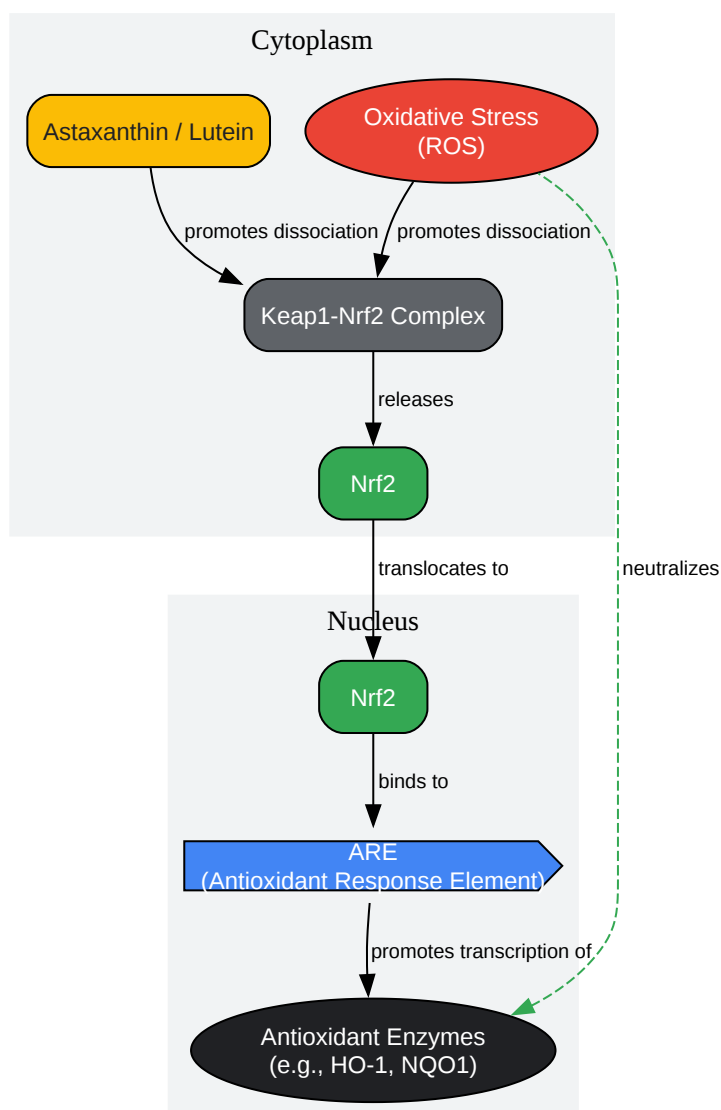 Cytoplasm
Astaxanthin / Lutein
Oxidative Stress
(ROS)
promotes dissociation
promotes dissociation
Keap1-Nrf2 Complex
releases
Nrf2
translocates to
neutralizes
Nucleus
Nrf2
binds to
ARE
(Antioxidant Response Element)
promotes transcription of
Antioxidant Enzymes
(e.g., HO-1, NQO1)